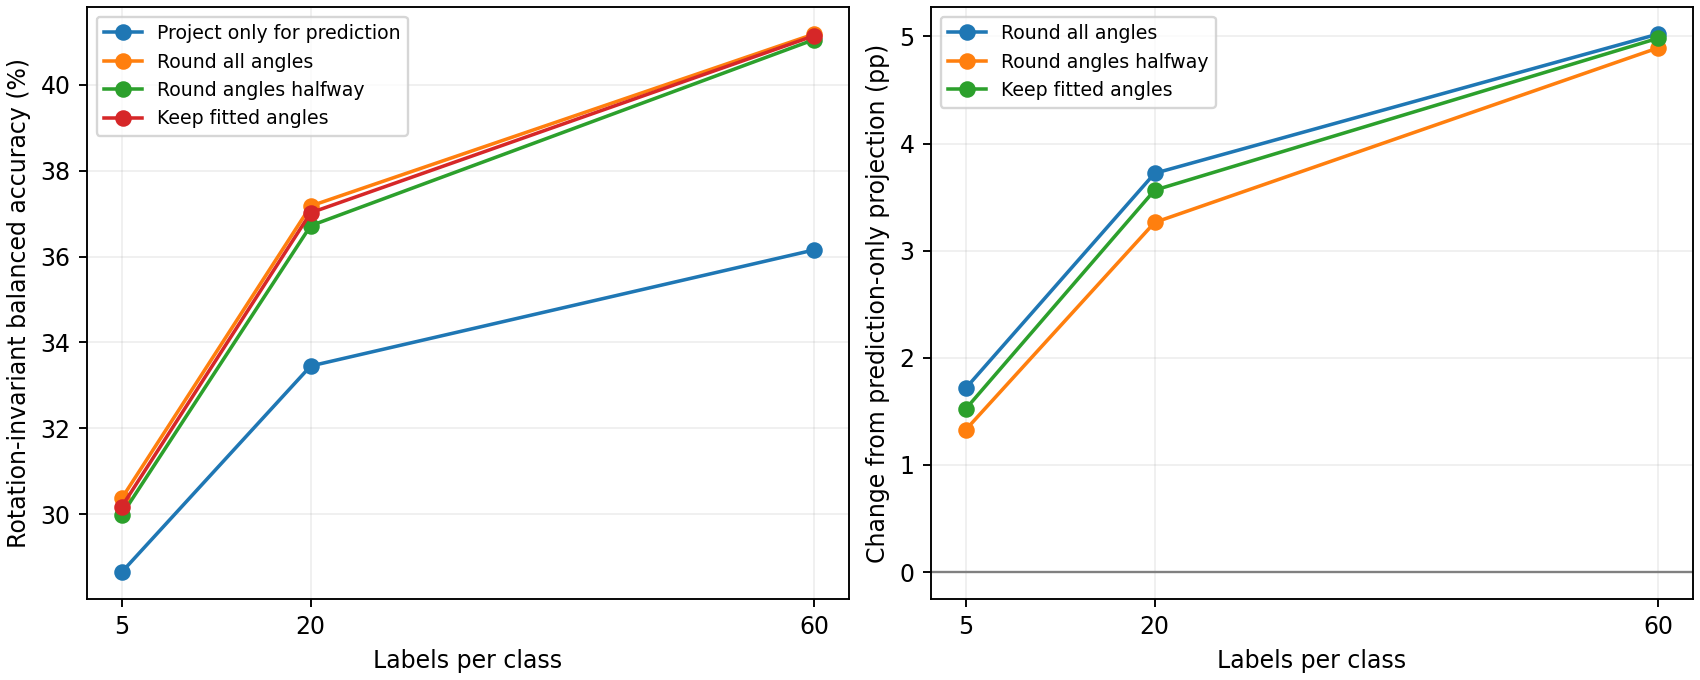 Rotation-invariant balanced accuracy (%)
40
38
36
34
32
30
Project only for prediction
Round all angles
Round angles halfway
Keep fitted angles
5
20
60
Labels per class
Change from prediction-only projection (pp)
5
4
3
2
1
0
Round all angles
Round angles halfway
Keep fitted angles
5
20
60
Labels per class